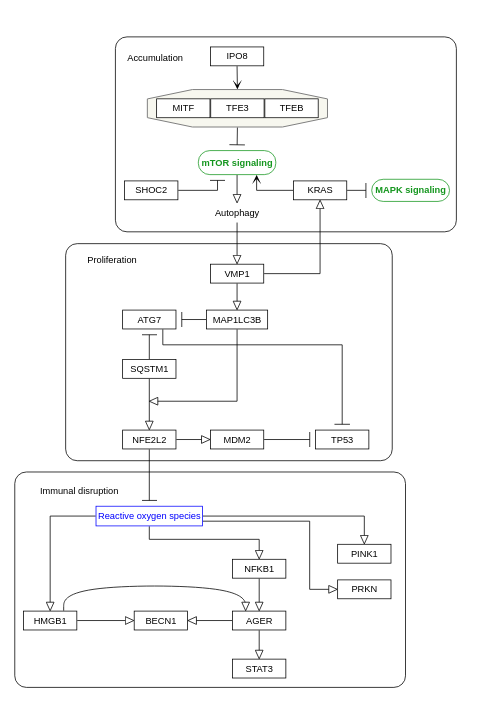 Accumulation
IPO8
MITF
TFE3
TFEB
mTOR signaling
SHOC2
KRAS
MAPK signaling
Autophagy
Proliferation
VMP1
ATG7
MAP1LC3B
SQSTM1
NFE2L2
MDM2
TP53
Immunal disruption
Reactive oxygen species
PINK1
NFKB1
PRKN
HMGB1
BECN1
AGER
STAT3